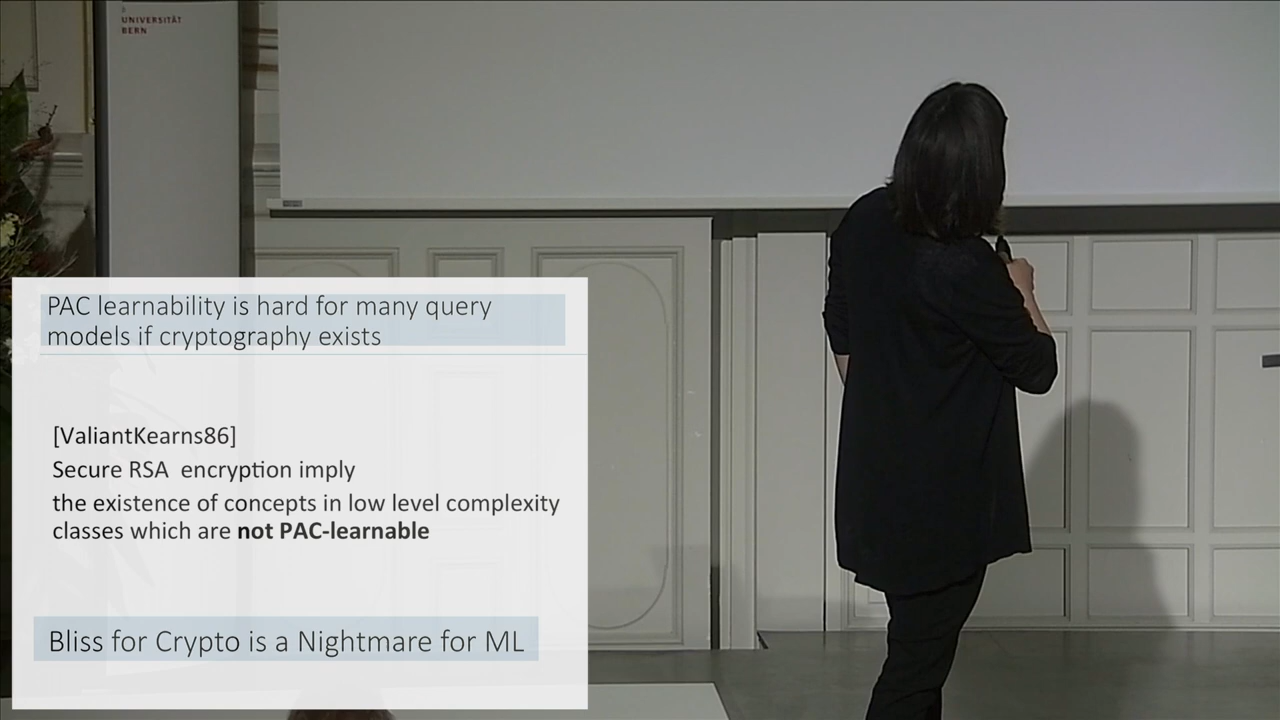 UNIVERSITÄT
BERN
PAC learnability is hard for many query
models if cryptography exists
[ValiantKearns86]
Secure RSA encryption imply
the existence of concepts in low level complexity
classes which are not PAC-learnable
Bliss for Crypto is a Nightmare for ML